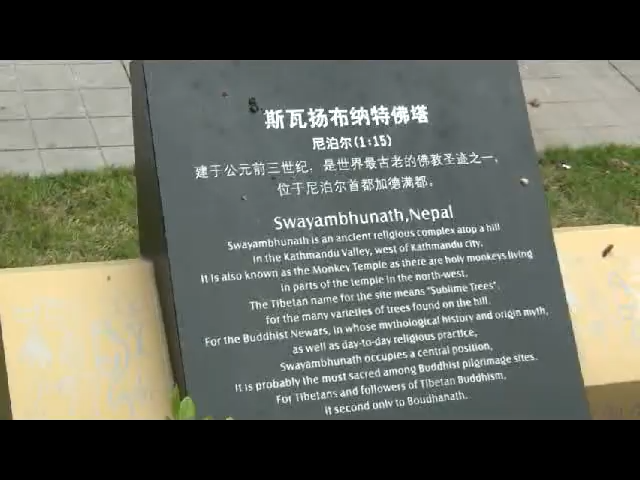 斯瓦扬布纳特佛塔
尼泊尔(1:15)
建于公元前三世纪，是世界最古老的佛教圣迹之一，
位于尼泊尔首都加德满都。
Swayambhunath,Nepal
Swayambhunath is an ancient religious complex atop a hill
in the Kathmandu Valley, west of Kathmandu city.
It is also known as the Monkey Temple as there are holy monkeys living
in parts of the temple in the north-west.
The Tibetan name for the site means "Sublime Trees",
for the many varieties of trees found on the hill.
For the Buddhist Newars, in whose mythological history and origin myth,
as well as day-to-day religious practice,
Swayambhunath occupies a central position,
It is probably the must sacred among Buddhist pilgrimage sites.
For Tibetans and followers of Tibetan Buddhism,
it second only to Boudhanath.